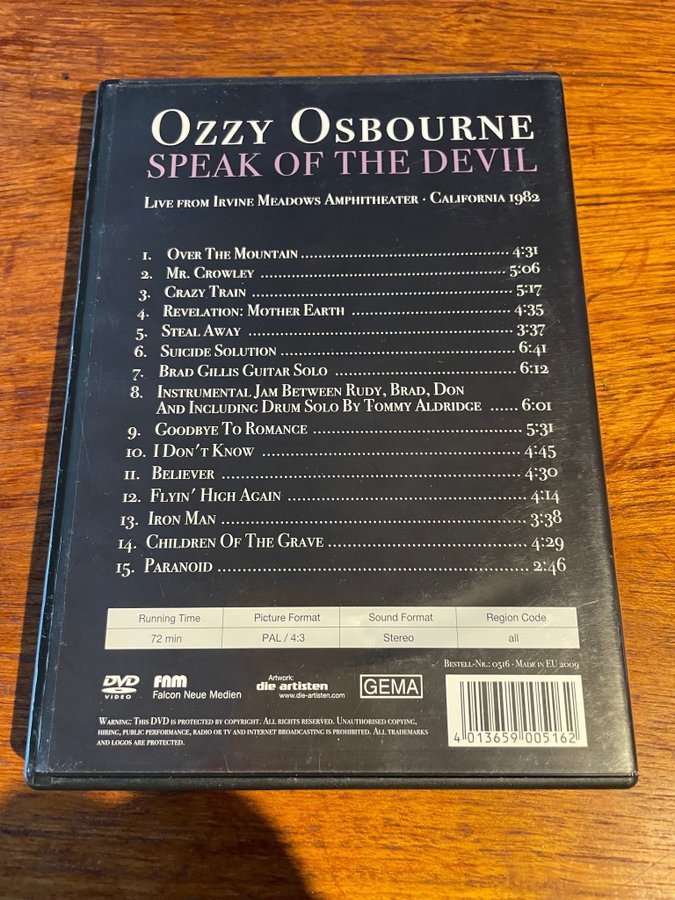 Ozzy Osbourne
SPEAK OF THE DEVIL
Live from Irvine Meadows Amphitheater · California 1982
1. Over The Mountain 4:31
2. Mr. Crowley 5:06
3. Crazy Train 5:17
4. Revelation: Mother Earth 4:35
5. Steal Away 3:37
6. Suicide Solution 6:41
7. Brad Gillis Guitar Solo 6:12
8. Instrumental Jam Between Rudy, Brad, Don
And Including Drum Solo By Tommy Aldridge 6:01
9. Goodbye To Romance 5:31
10. I Don't Know 4:45
11. Believer 4:30
12. Flyin' High Again 4:14
13. Iron Man 3:38
14. Children Of The Grave 4:29
15. Paranoid 2:46
Running Time Picture Format Sound Format Region Code
72 min PAL / 4:3 Stereo all
Bestell-Nr.: 0516 · Made in EU 2009
DVD VIDEO
fnm
Falcon Neue Medien
Artwork:
die artisten
www.die-artisten.com
GEMA
Warning: This DVD is protected by copyright. All rights reserved. Unauthorised copying,
hiring, public performance, radio or TV and internet broadcasting is prohibited. All trademarks
and logos are protected.
4 013659 005162